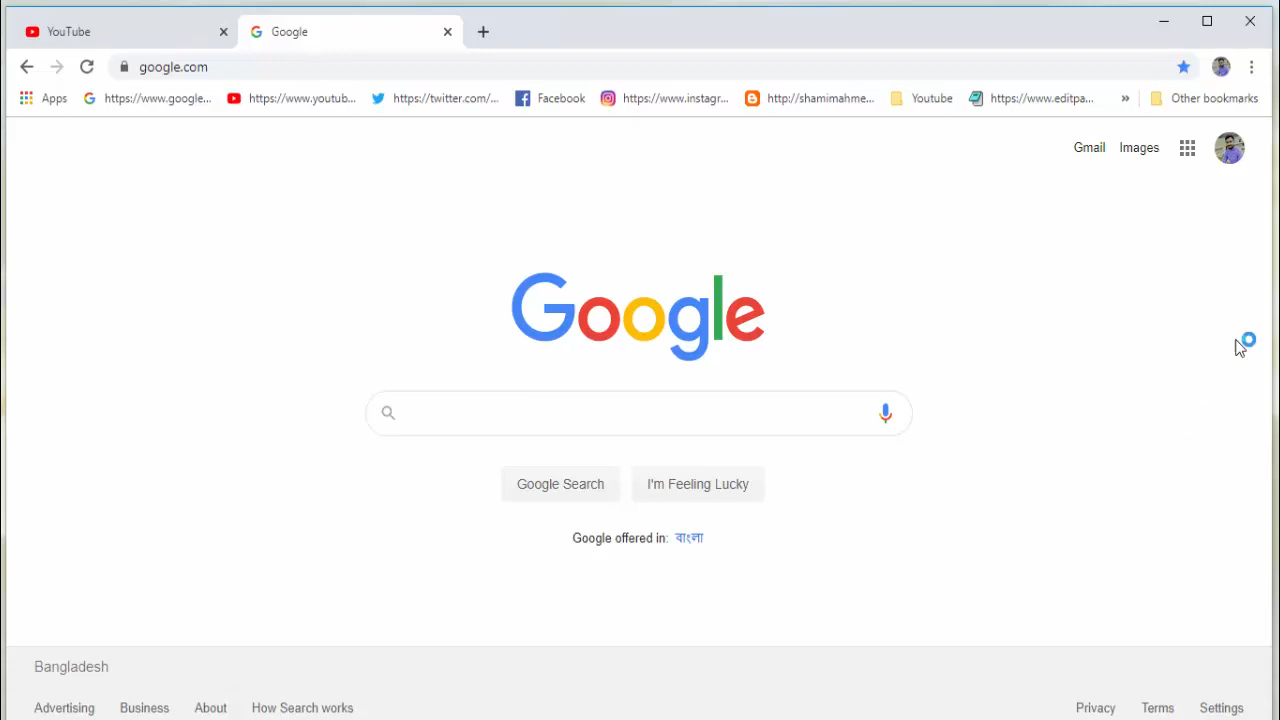 YouTube
Google
google.com
Apps
https://www.google...
https://www.youtub...
https://twitter.com/...
Facebook
https://www.instagr...
http://shamimahme...
Youtube
https://www.editpa...
»
Other bookmarks
Gmail
Images
Google
Google Search
I'm Feeling Lucky
Google offered in: বাংলা
Bangladesh
Advertising
Business
About
How Search works
Privacy
Terms
Settings